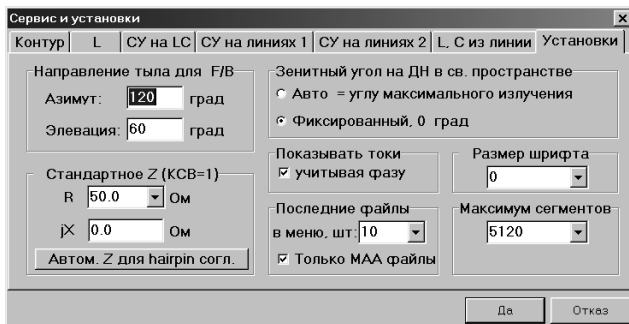 Сервис и установки
Контур L СУ на LC СУ на линиях 1 СУ на линиях 2 L, C из линии Установки
Направление тыла для F/B
Азимут: 120 град
Элевация: 60 град
Стандартное Z (КСВ=1)
R 50.0 Ом
jX 0.0 Ом
Автом. Z для hairpin согл.
Зенитный угол на ДН в св. пространстве
Авто = углу максимального излучения
Фиксированный, 0 град
Показывать токи
учитывая фазу
Размер шрифта
0
Последние файлы
в меню, шт: 10
Только МАА файлы
Максимум сегментов
5120
Да Отказ